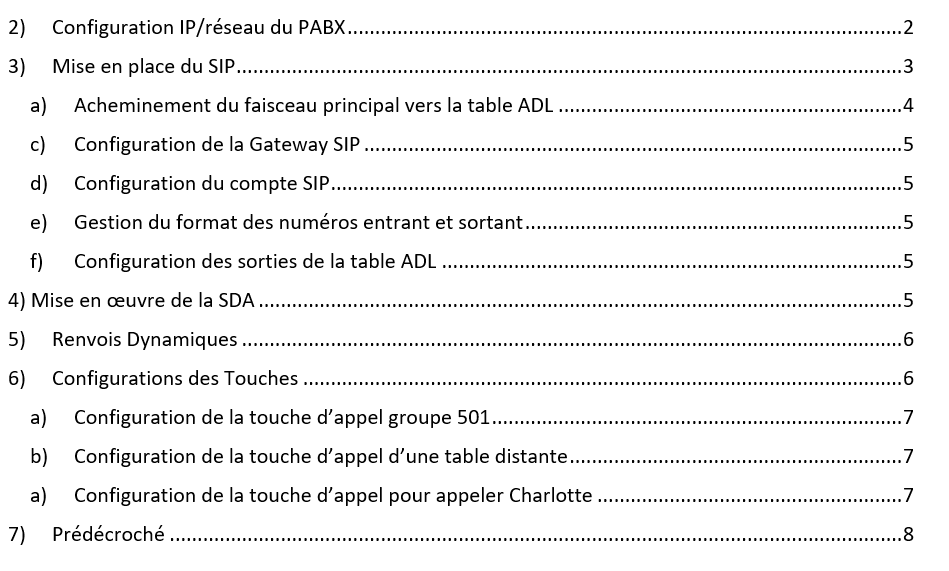 2) Configuration IP/réseau du PABX....................2
3) Mise en place du SIP....................3
a) Acheminement du faisceau principal vers la table ADL....................4
c) Configuration de la Gateway SIP....................5
d) Configuration du compte SIP....................5
e) Gestion du format des numéros entrant et sortant....................5
f) Configuration des sorties de la table ADL....................5
4) Mise en œuvre de la SDA....................5
5) Renvois Dynamiques....................6
6) Configurations des Touches....................6
a) Configuration de la touche d’appel groupe 501....................7
b) Configuration de la touche d’appel d’une table distante....................7
a) Configuration de la touche d’appel pour appeler Charlotte....................7
7) Prédécroché....................8